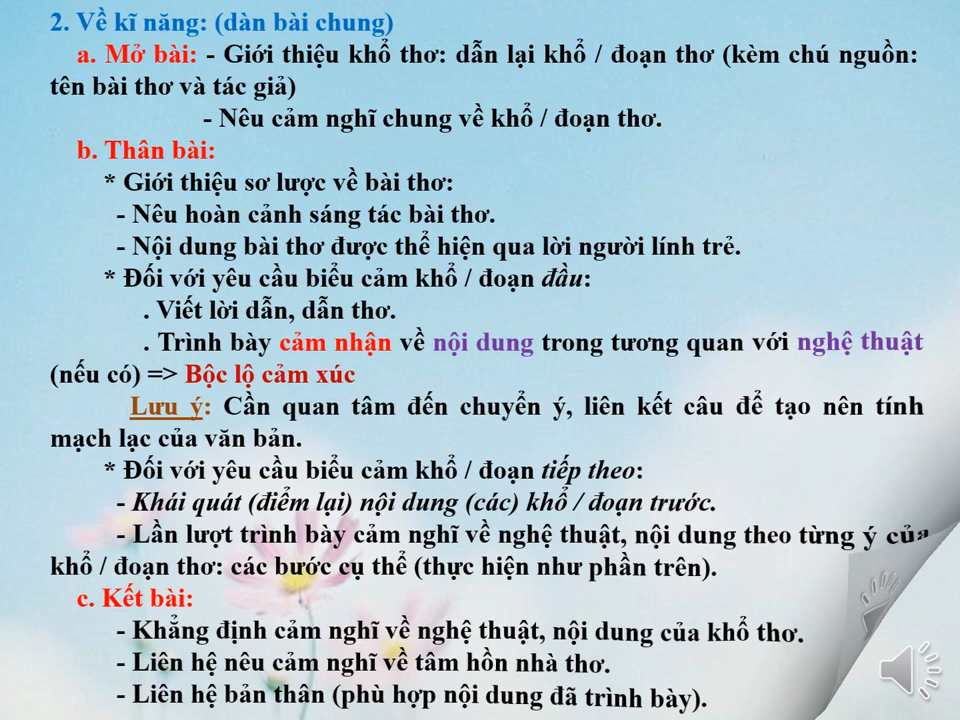 2. Về kĩ năng: (dàn bài chung)
a. Mở bài: - Giới thiệu khổ thơ: dẫn lại khổ / đoạn thơ (kèm chú nguồn:
tên bài thơ và tác giả)
- Nêu cảm nghĩ chung về khổ / đoạn thơ.
b. Thân bài:
* Giới thiệu sơ lược về bài thơ:
- Nêu hoàn cảnh sáng tác bài thơ.
- Nội dung bài thơ được thể hiện qua lời người lính trẻ.
* Đối với yêu cầu biểu cảm khổ / đoạn đầu:
. Viết lời dẫn, dẫn thơ.
. Trình bày cảm nhận về nội dung trong tương quan với nghệ thuật
(nếu có) => Bộc lộ cảm xúc
Lưu ý: Cần quan tâm đến chuyển ý, liên kết câu để tạo nên tính
mạch lạc của văn bản.
* Đối với yêu cầu biểu cảm khổ / đoạn tiếp theo:
- Khái quát (điểm lại) nội dung (các) khổ / đoạn trước.
- Lần lượt trình bày cảm nghĩ về nghệ thuật, nội dung theo từng ý của
khổ / đoạn thơ: các bước cụ thể (thực hiện như phần trên).
c. Kết bài:
- Khẳng định cảm nghĩ về nghệ thuật, nội dung của khổ thơ.
- Liên hệ nêu cảm nghĩ về tâm hồn nhà thơ.
- Liên hệ bản thân (phù hợp nội dung đã trình bày).